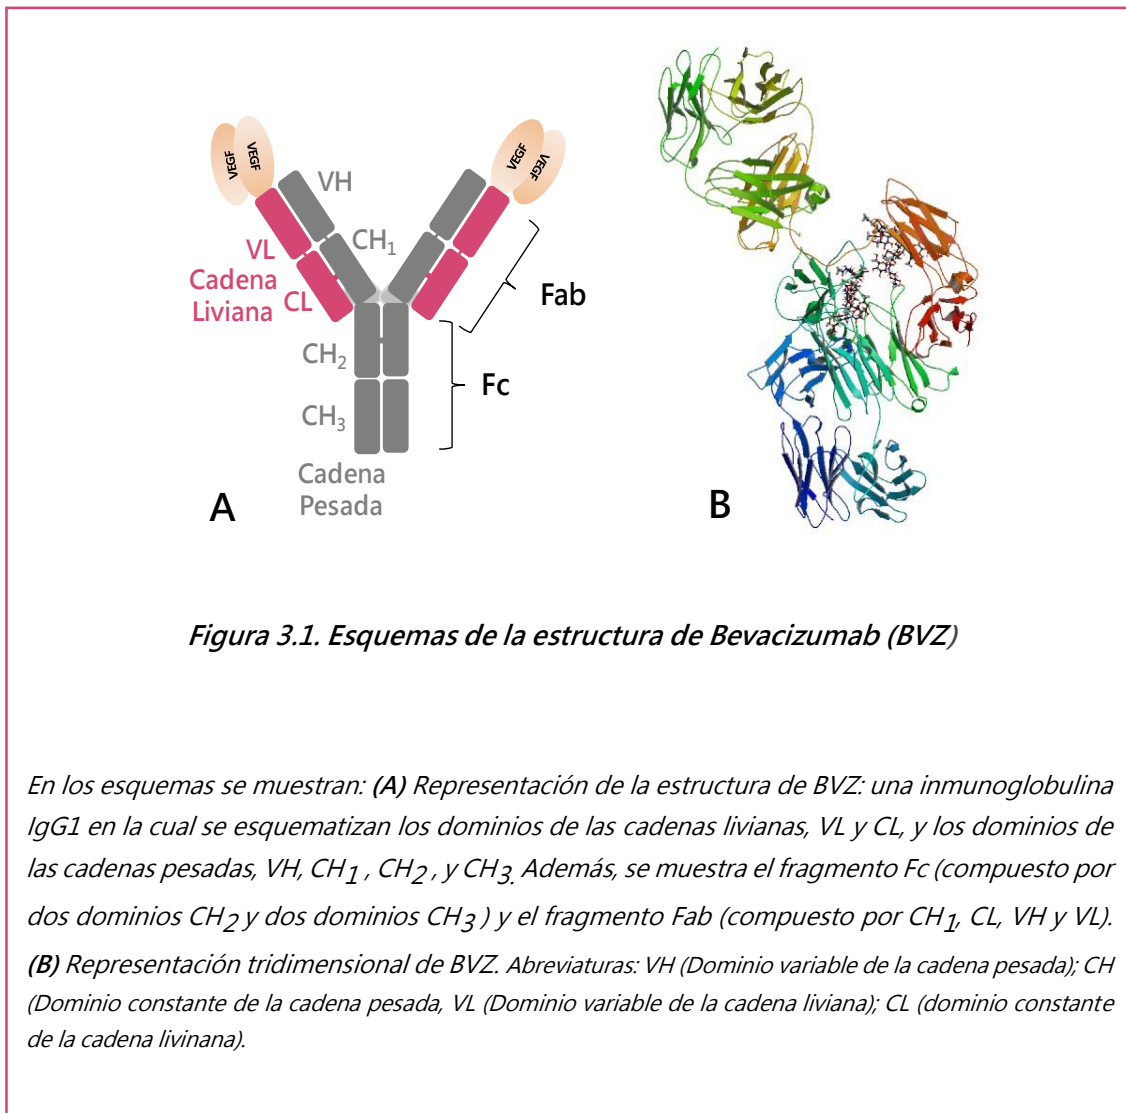 VEGF
VEGF
VEGF
VEGF
VH
VL
CH1
Cadena
Liviana
CL
Fab
CH2
Fc
CH3
Cadena
Pesada
A
B
Figura 3.1. Esquemas de la estructura de Bevacizumab (BVZ)
En los esquemas se muestran: (A) Representación de la estructura de BVZ: una inmunoglobulina
IgG1 en la cual se esquematizan los dominios de las cadenas livianas, VL y CL, y los dominios de
las cadenas pesadas, VH, CH1 , CH2 , y CH3. Además, se muestra el fragmento Fc (compuesto por
dos dominios CH2 y dos dominios CH3 ) y el fragmento Fab (compuesto por CH1, CL, VH y VL).
(B) Representación tridimensional de BVZ. Abreviaturas: VH (Dominio variable de la cadena pesada); CH
(Dominio constante de la cadena pesada, VL (Dominio variable de la cadena liviana); CL (dominio constante
de la cadena livinana).